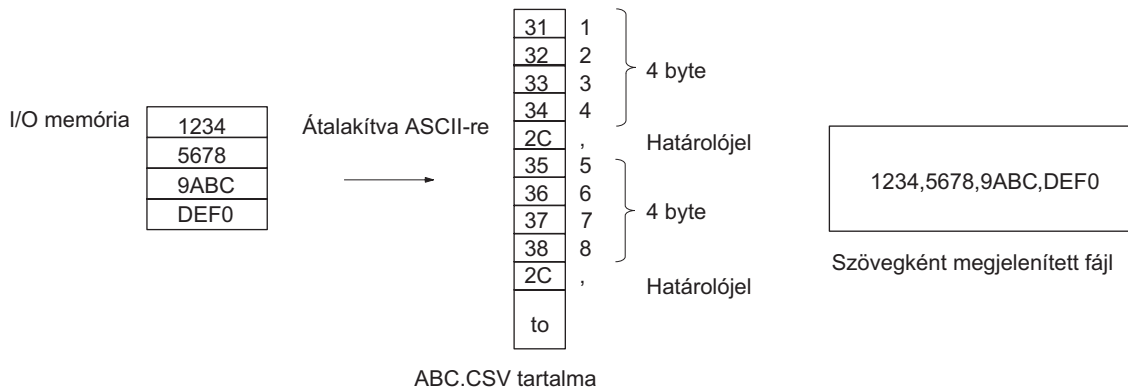 I/O memória
1234
5678
9ABC
DEF0
Átalakítva ASCII-re
31 1
32 2
33 3
34 4
4 byte
2C ,
Határolójel
35 5
36 6
37 7
38 8
4 byte
2C ,
Határolójel
to
ABC.CSV tartalma
1234,5678,9ABC,DEF0
Szövegként megjelenített fájl